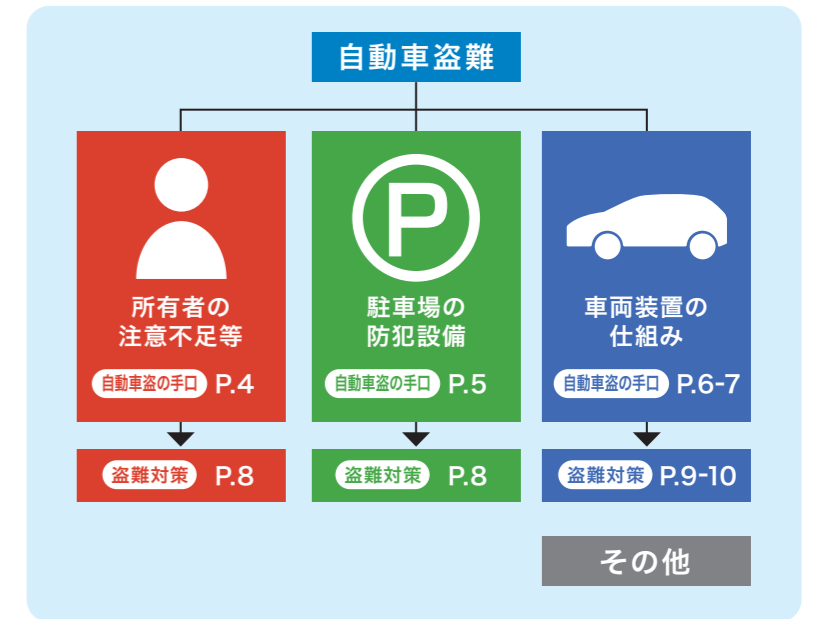 自動車盗難
P
所有者の
注意不足等
自動車盗の手口 P.4
駐車場の
防犯設備
自動車盗の手口 P.5
車両装置の
仕組み
自動車盗の手口 P.6-7
盗難対策 P.8
盗難対策 P.8
盗難対策 P.9-10
その他